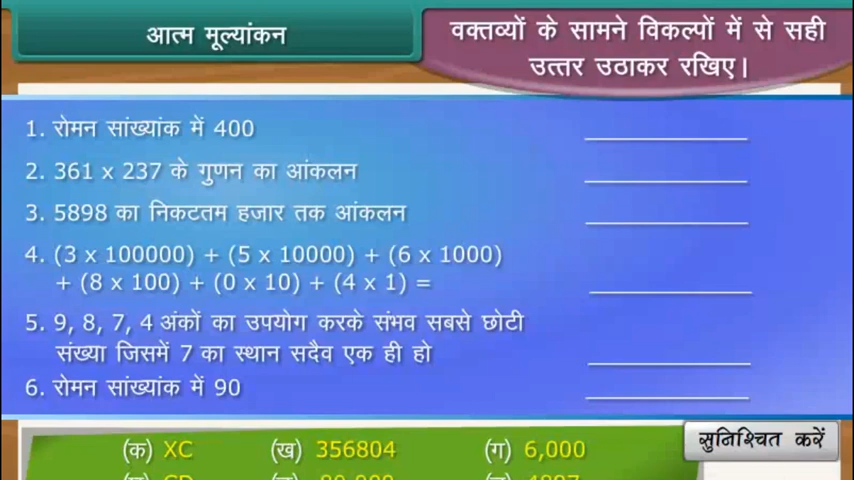 आत्म मूल्यांकन
वक्तव्यों के सामने विकल्पों में से सही
उत्तर उठाकर रखिए।
1. रोमन सांख्यांक में 400
2. 361 x 237 के गुणन का आंकलन
3. 5898 का निकटतम हजार तक आंकलन
4. (3 x 100000) + (5 x 10000) + (6 x 1000)
+ (8 x 100) + (0 x 10) + (4 x 1) =
5. 9, 8, 7, 4 अंकों का उपयोग करके संभव सबसे छोटी
संख्या जिसमें 7 का स्थान सदैव एक ही हो
6. रोमन सांख्यांक में 90
सुनिश्चित करें
(क) XC (ख) 356804 (ग) 6,000